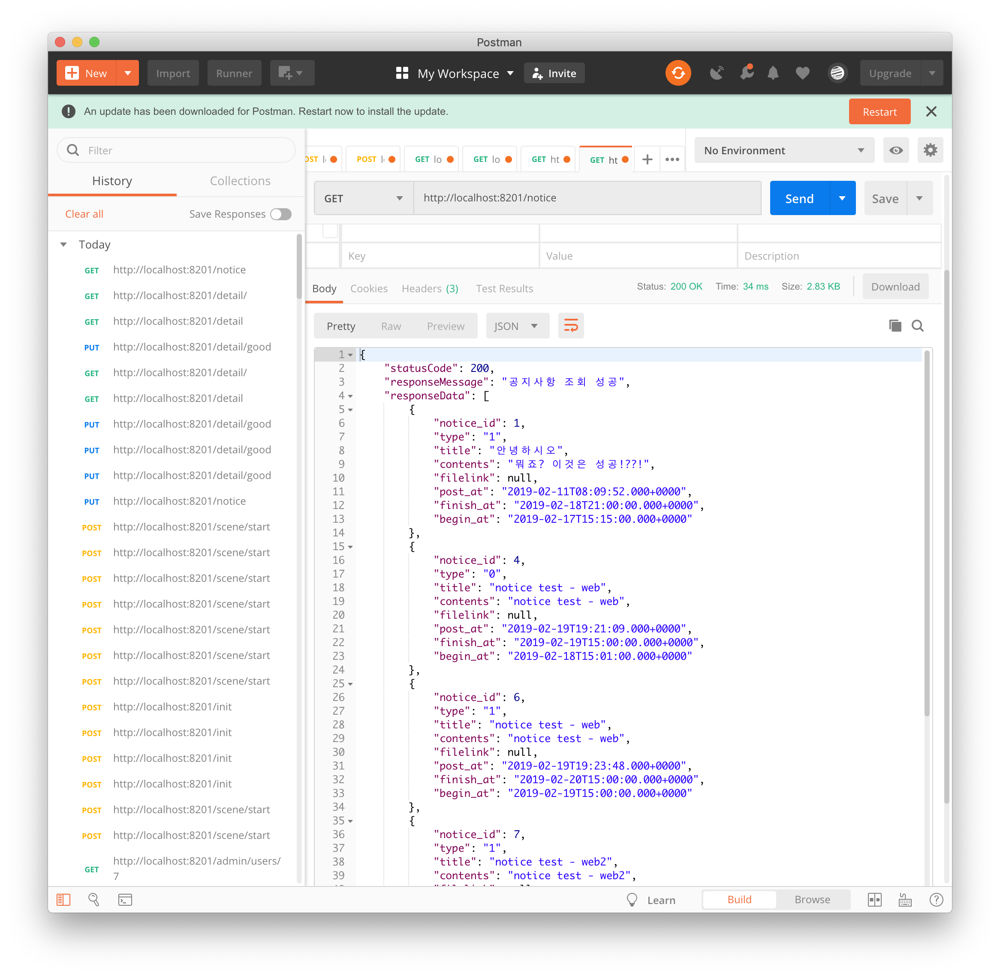 Postman
New
Import
Runner
My Workspace
Invite
Upgrade
An update has been downloaded for Postman. Restart now to install the update.
Restart
Filter
History
Collections
Clear all
Save Responses
Today
GET http://localhost:8201/notice
GET http://localhost:8201/detail/
GET http://localhost:8201/detail
PUT http://localhost:8201/detail/good
GET http://localhost:8201/detail/
GET http://localhost:8201/detail
PUT http://localhost:8201/detail/good
PUT http://localhost:8201/detail/good
PUT http://localhost:8201/detail/good
PUT http://localhost:8201/notice
POST http://localhost:8201/scene/start
POST http://localhost:8201/scene/start
POST http://localhost:8201/scene/start
POST http://localhost:8201/scene/start
POST http://localhost:8201/scene/start
POST http://localhost:8201/scene/start
POST http://localhost:8201/scene/start
POST http://localhost:8201/init
POST http://localhost:8201/init
POST http://localhost:8201/init
POST http://localhost:8201/init
POST http://localhost:8201/scene/start
POST http://localhost:8201/scene/start
GET http://localhost:8201/admin/users/
7
OST
POST
GET lo
GET lo
GET ht
GET ht
No Environment
GET http://localhost:8201/notice
Send
Save
Key Value Description
Body Cookies Headers (3) Test Results
Status: 200 OK Time: 34 ms Size: 2.83 KB
Download
Pretty Raw Preview JSON
1 {
2 "statusCode": 200,
3 "responseMessage": "공지사항 조회 성공",
4 "responseData": [
5 {
6 "notice_id": 1,
7 "type": "1",
8 "title": "안녕하시오",
9 "contents": "뭐죠? 이것은 성공!??!",
10 "filelink": null,
11 "post_at": "2019-02-11T08:09:52.000+0000",
12 "finish_at": "2019-02-18T21:00:00.000+0000",
13 "begin_at": "2019-02-17T15:15:00.000+0000"
14 },
15 {
16 "notice_id": 4,
17 "type": "0",
18 "title": "notice test - web",
19 "contents": "notice test - web",
20 "filelink": null,
21 "post_at": "2019-02-19T19:21:09.000+0000",
22 "finish_at": "2019-02-19T15:00:00.000+0000",
23 "begin_at": "2019-02-18T15:01:00.000+0000"
24 },
25 {
26 "notice_id": 6,
27 "type": "1",
28 "title": "notice test - web",
29 "contents": "notice test - web",
30 "filelink": null,
31 "post_at": "2019-02-19T19:23:48.000+0000",
32 "finish_at": "2019-02-20T15:00:00.000+0000",
33 "begin_at": "2019-02-19T15:00:00.000+0000"
34 },
35 {
36 "notice_id": 7,
37 "type": "1",
38 "title": "notice test - web2",
39 "contents": "notice test - web2",
Learn
Build
Browse